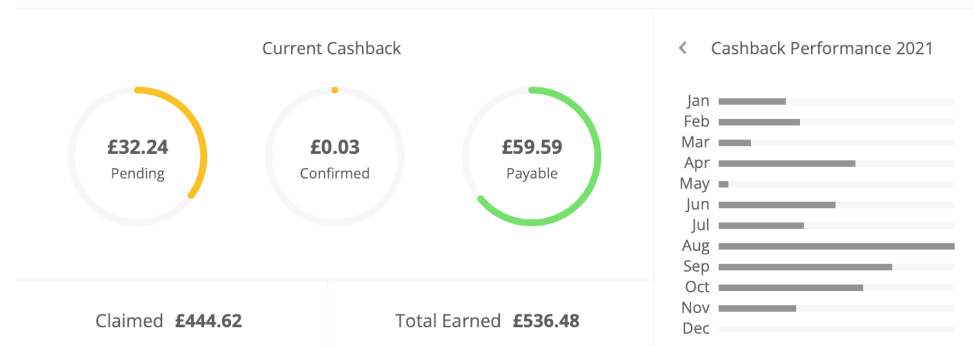 Current Cashback
£32.24
Pending
£0.03
Confirmed
£59.59
Payable
Claimed £444.62
Total Earned £536.48
Cashback Performance 2021
Jan
Feb
Mar
Apr
May
Jun
Jul
Aug
Sep
Oct
Nov
Dec